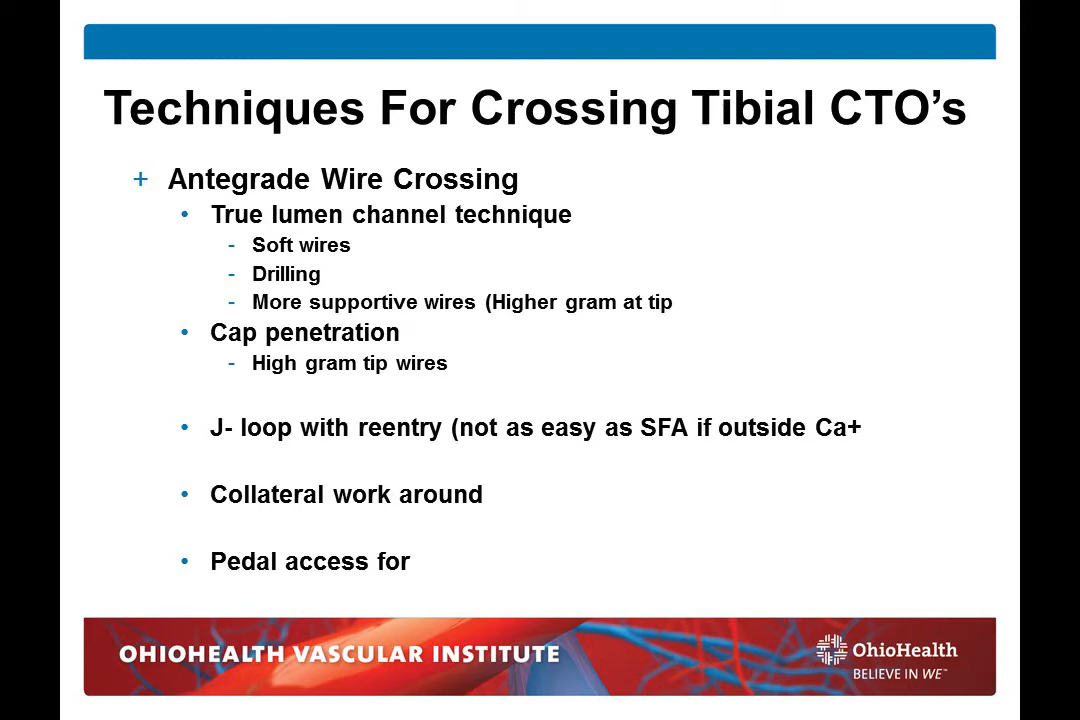 Techniques For Crossing Tibial CTO’s
+ Antegrade Wire Crossing
• True lumen channel technique
- Soft wires
- Drilling
- More supportive wires (Higher gram at tip
• Cap penetration
- High gram tip wires
• J- loop with reentry (not as easy as SFA if outside Ca+
• Collateral work around
• Pedal access for
OHIOHEALTH VASCULAR INSTITUTE
OhioHealth
BELIEVE IN WE™